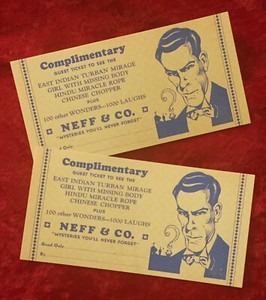 Complimentary
GUEST TICKET TO SEE THE
EAST INDIAN TURBAN MIRAGE
GIRL WITH MISSING BODY
HINDU MIRACLE ROPE
CHINESE CHOPPER
PLUS
100 other WONDERS—1000 LAUGHS
NEFF & CO.
"MYSTERIES YOU'LL NEVER FORGET"
Complimentary
GUEST TICKET TO SEE THE
EAST INDIAN TURBAN MIRAGE
GIRL WITH MISSING BODY
HINDU MIRACLE ROPE
CHINESE CHOPPER
PLUS
100 other WONDERS—1000 LAUGHS
NEFF & CO.
"MYSTERIES YOU'LL NEVER FORGET"
Good Only
By